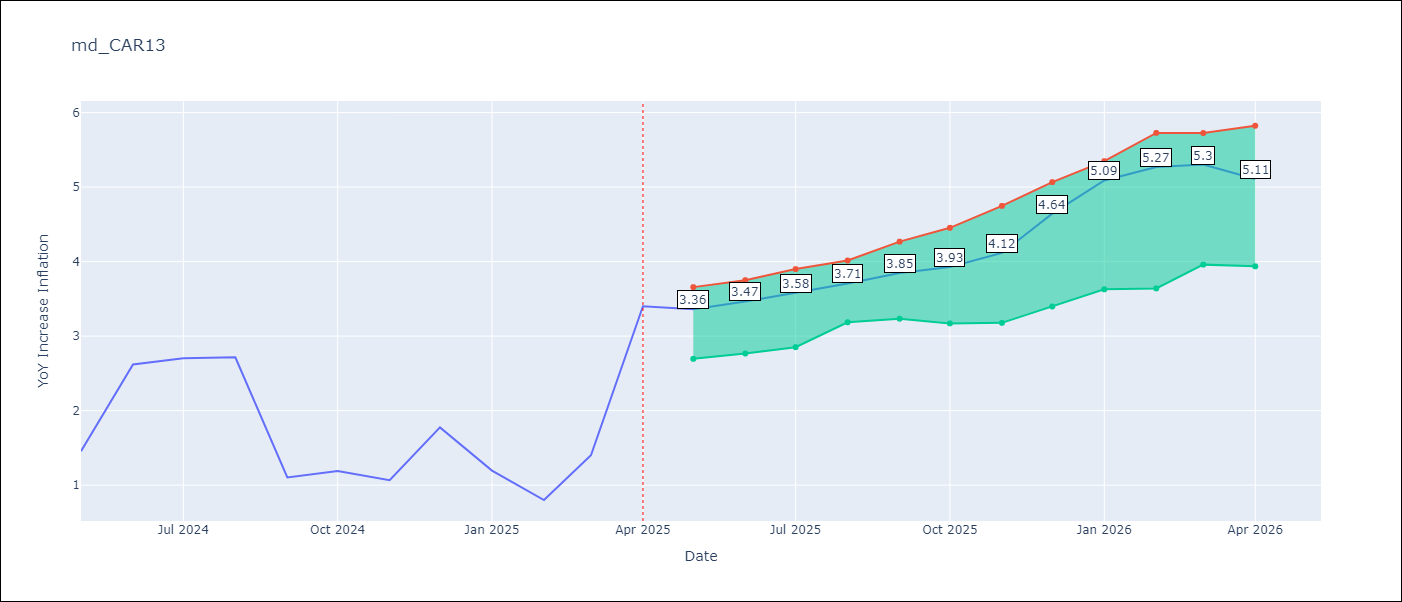 md_CAR13
YoY Increase Inflation
6
5
4
3
2
1
3.36
3.47
3.58
3.71
3.85
3.93
4.12
4.64
5.09
5.27
5.3
5.11
Jul 2024
Oct 2024
Jan 2025
Apr 2025
Jul 2025
Oct 2025
Jan 2026
Apr 2026
Date